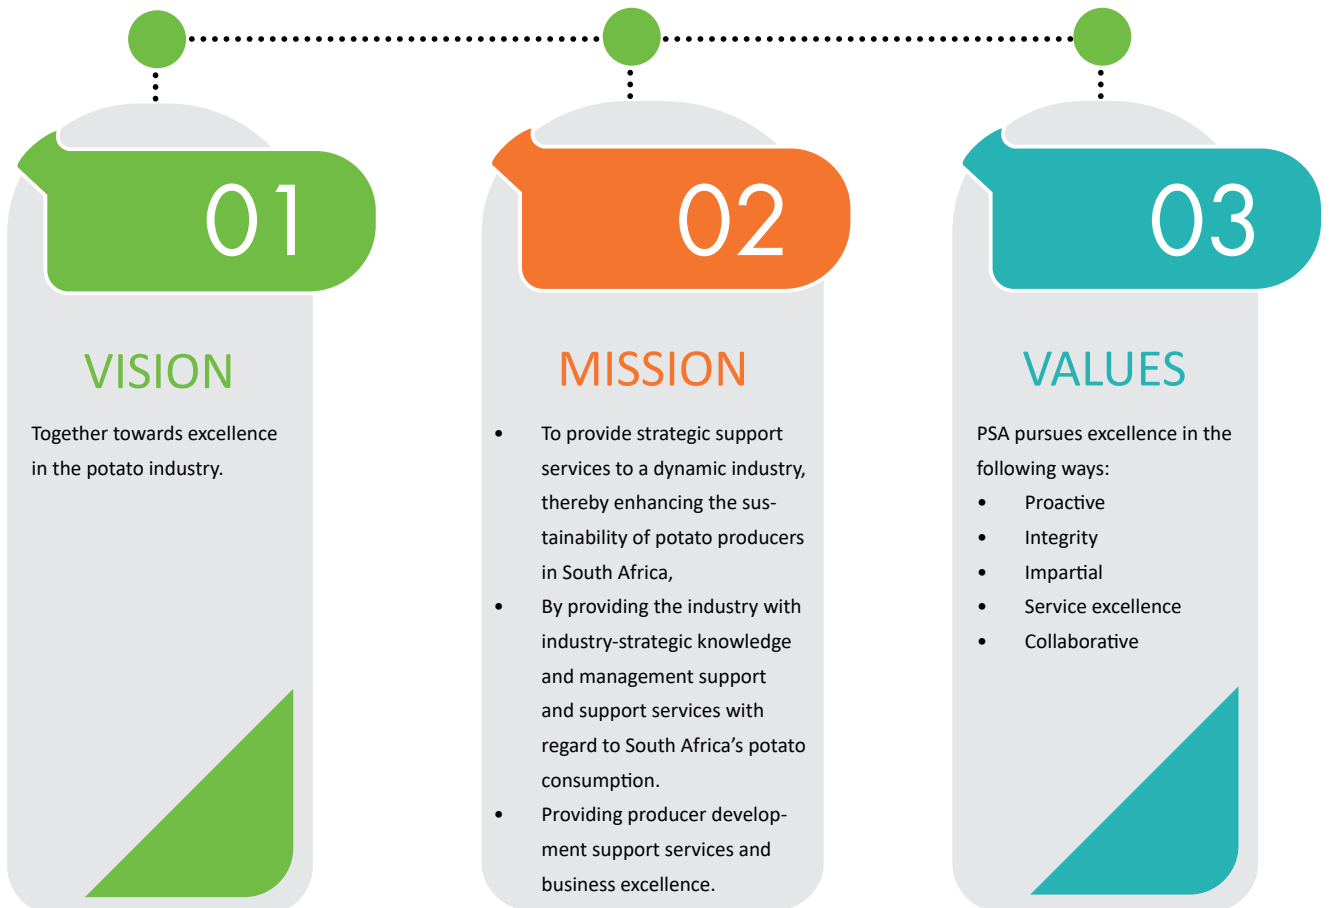 01
VISION
Together towards excellence
in the potato industry.
02
MISSION
• To provide strategic support
services to a dynamic industry,
thereby enhancing the sus-
tainability of potato producers
in South Africa,
• By providing the industry with
industry-strategic knowledge
and management support
and support services with
regard to South Africa’s potato
consumption.
• Providing producer develop-
ment support services and
business excellence.
03
VALUES
PSA pursues excellence in the
following ways:
• Proactive
• Integrity
• Impartial
• Service excellence
• Collaborative